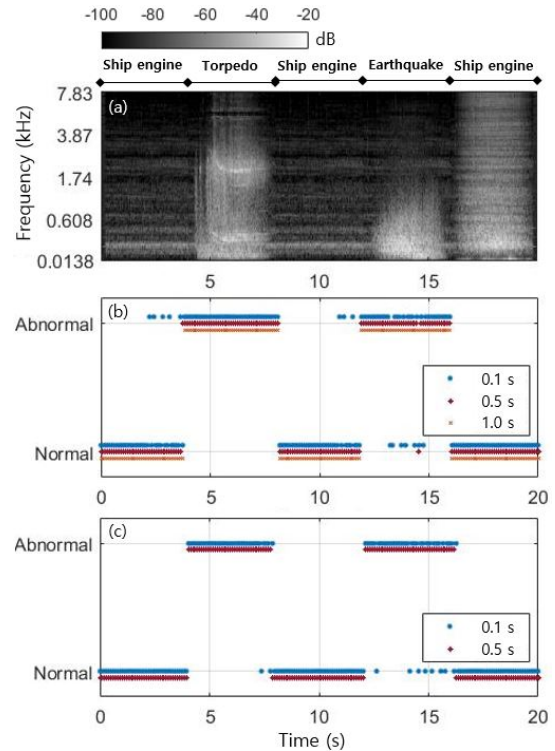 -100 -80 -60 -40 -20
dB
Ship engine Torpedo Ship engine Earthquake Ship engine
(a)
Frequency (kHz)
7.83
3.87
1.74
0.608
0.0138
5 10 15
(b)
Abnormal
Normal
0.1 s
0.5 s
1.0 s
0 5 10 15 20
(c)
Abnormal
Normal
0.1 s
0.5 s
0 5 10 15 20
Time (s)